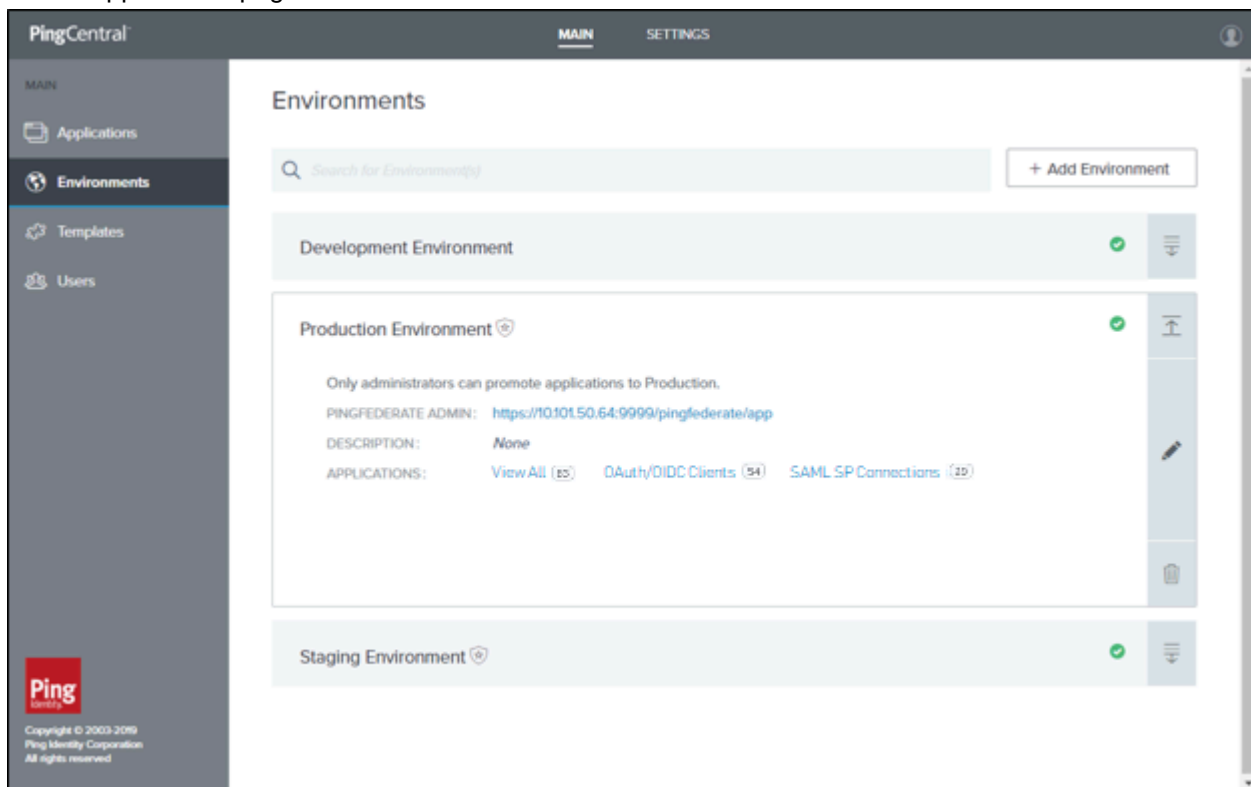 PingCentral
MAIN
SETTINGS
MAIN
Applications
Environments
Templates
Users
Environments
Search for Environment(s)
+ Add Environment
Development Environment
Production Environment
Only administrators can promote applications to Production.
PINGFEDERATE ADMIN: https://10.101.50.64:9999/pingfederate/app
DESCRIPTION: None
APPLICATIONS: View All OAuth/OIDC Clients (54) SAML SP Connections
Staging Environment
Ping
Identity
Copyright © 2003-2019
Ping Identity Corporation
All rights reserved